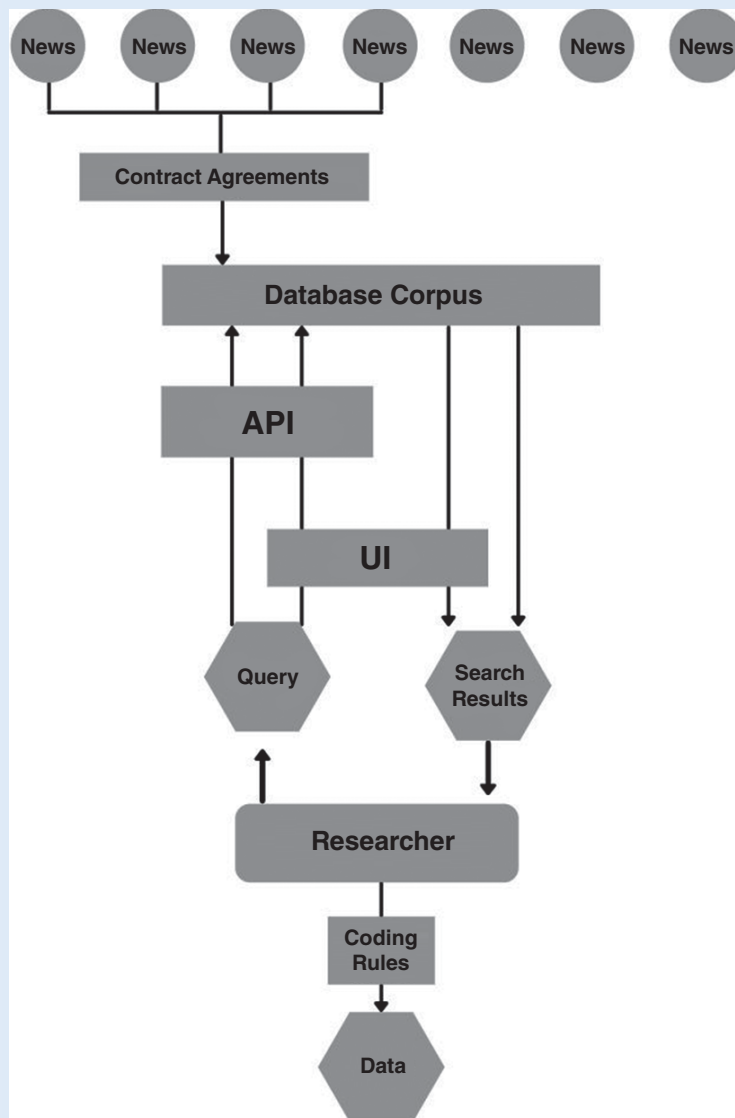 News News News News News News News
Contract Agreements
Database Corpus
API
UI
Query
Search
Results
Researcher
Coding
Rules
Data